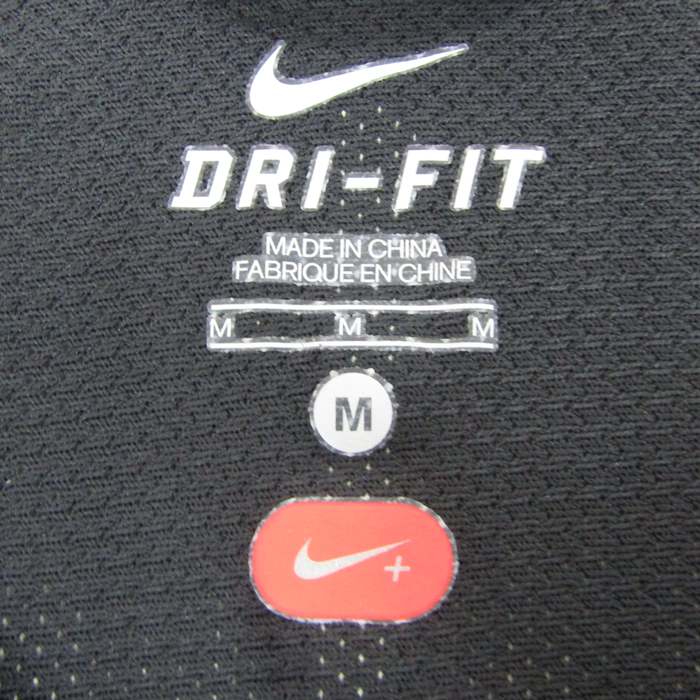 DRI-FIT
MADE IN CHINA
FABRIQUE EN CHINE
M M M
M
+